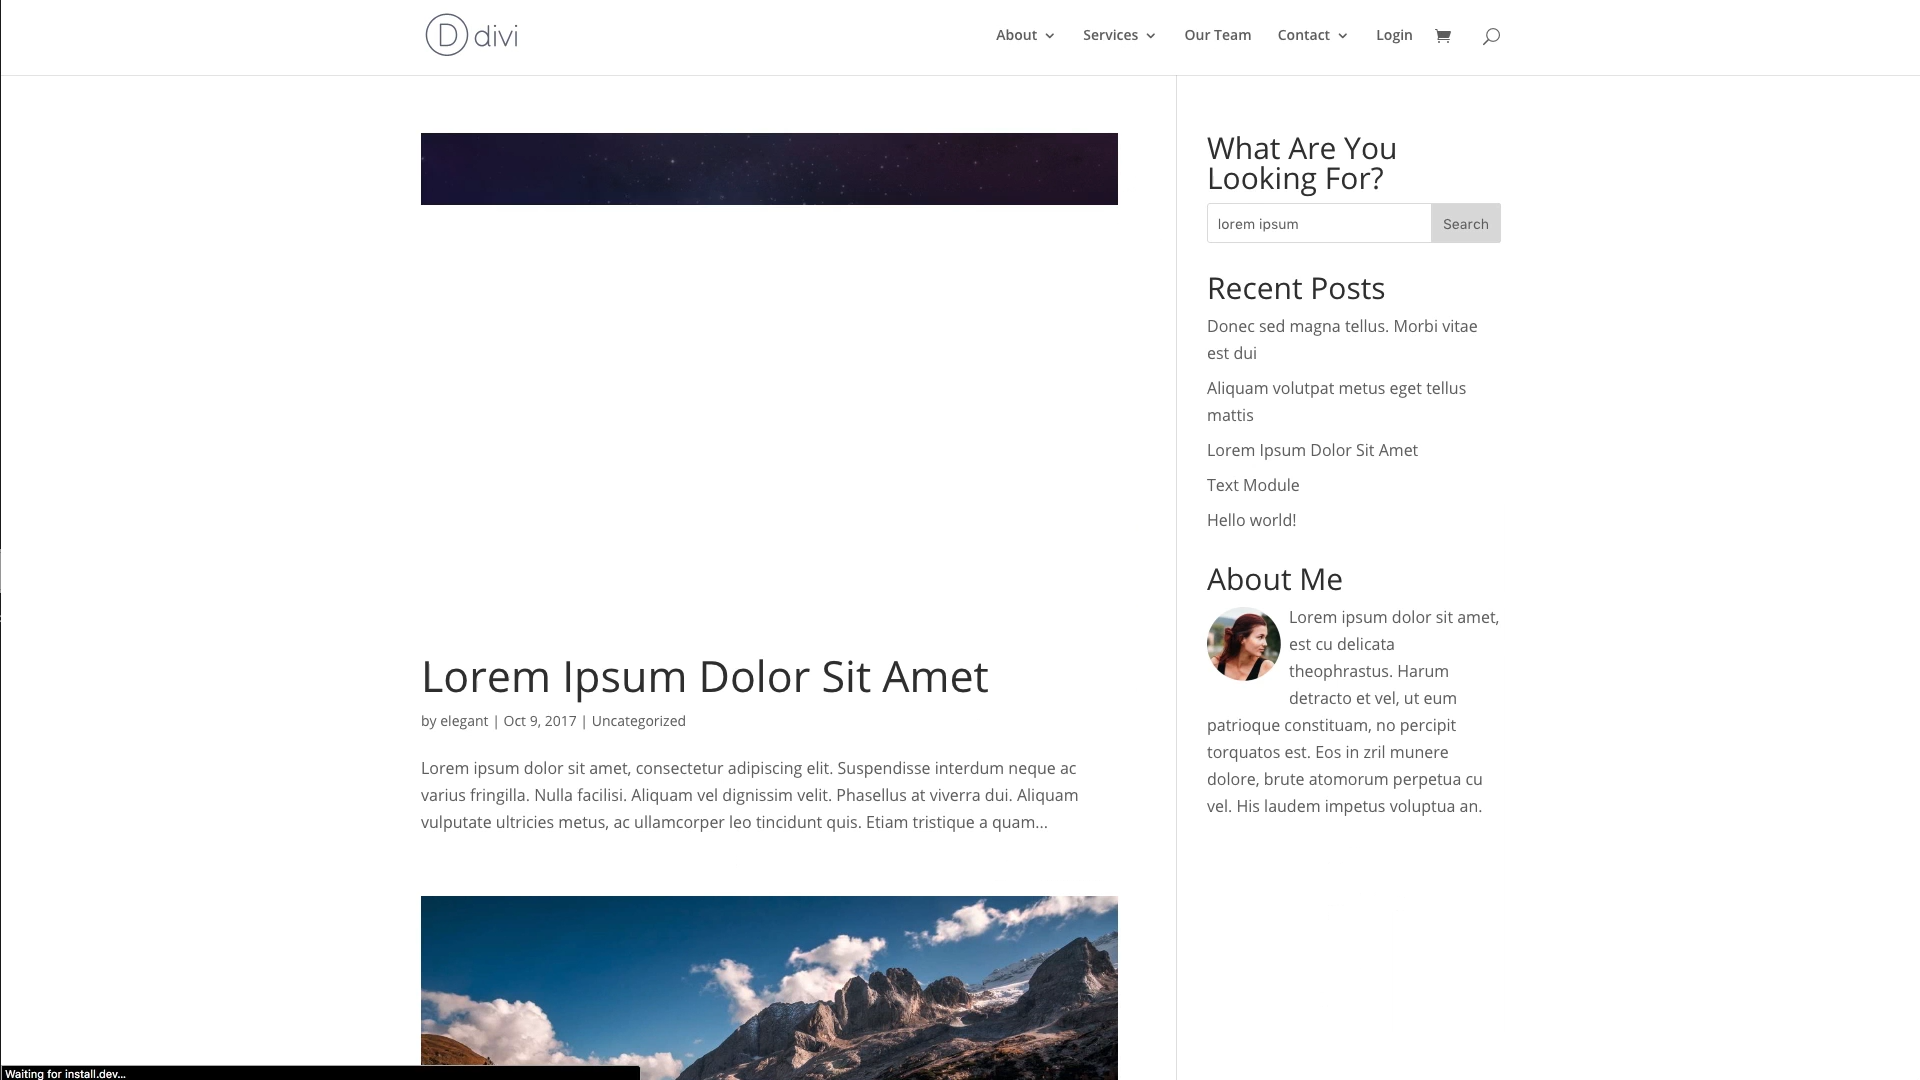 D divi
About Services Our Team Contact Login
What Are You
Looking For?
lorem ipsum Search
Recent Posts
Donec sed magna tellus. Morbi vitae
est dui
Aliquam volutpat metus eget tellus
mattis
Lorem Ipsum Dolor Sit Amet
Text Module
Hello world!
About Me
Lorem ipsum dolor sit amet,
est cu delicata
theophrastus. Harum
detracto et vel, ut eum
patrioque constituam, no percipit
torquatos est. Eos in zril munere
dolore, brute atomorum perpetua cu
vel. His laudem impetus voluptua an.
Lorem Ipsum Dolor Sit Amet
by elegant | Oct 9, 2017 | Uncategorized
Lorem ipsum dolor sit amet, consectetur adipiscing elit. Suspendisse interdum neque ac
varius fringilla. Nulla facilisi. Aliquam vel dignissim velit. Phasellus at viverra dui. Aliquam
vulputate ultricies metus, ac ullamcorper leo tincidunt quis. Etiam tristique a quam...
Waiting for install.dev...